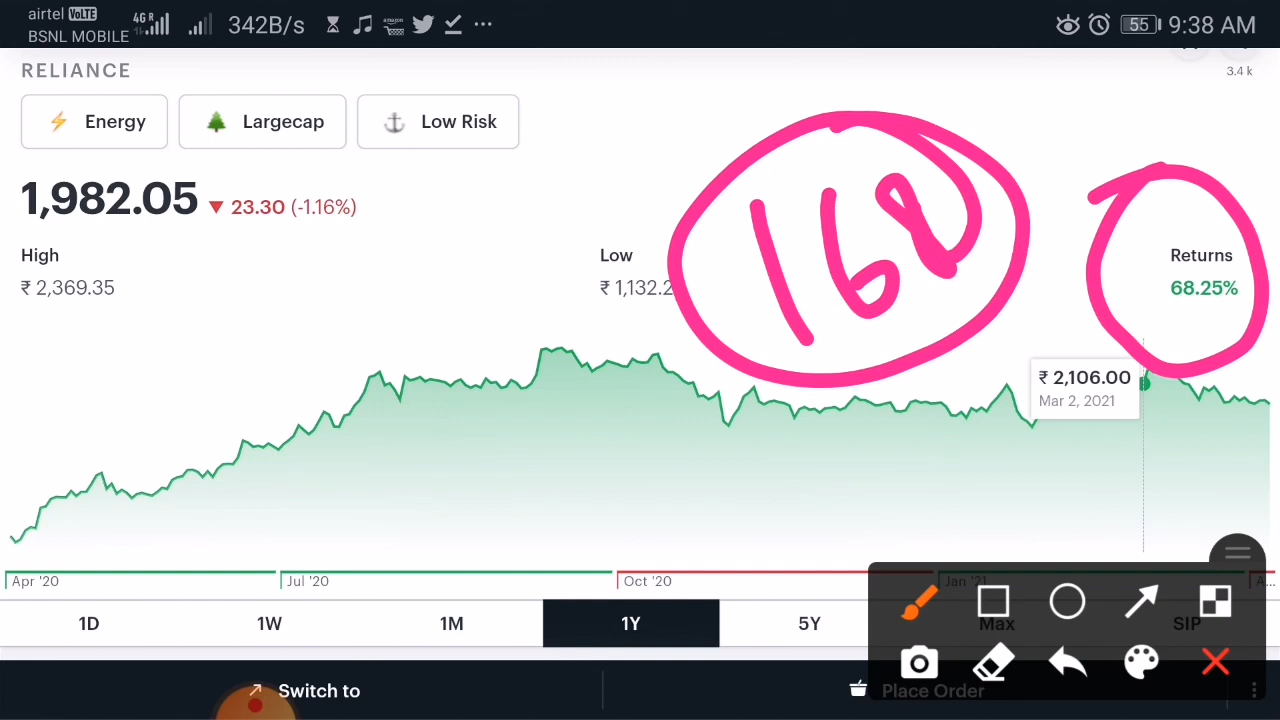 airtel VoLTE
BSNL MOBILE
4G R
342B/s
amazon
55
9:38 AM
RELIANCE
3.4 k
Energy
Largecap
Low Risk
1,982.05 ▼ 23.30 (-1.16%)
High
₹ 2,369.35
Low
₹ 1,132.2
168
Returns
68.25%
₹ 2,106.00
Mar 2, 2021
Apr '20
Jul '20
Oct '20
Jan '21
A...
1D
1W
1M
1Y
5Y
Max
SIP
Switch to
Place Order